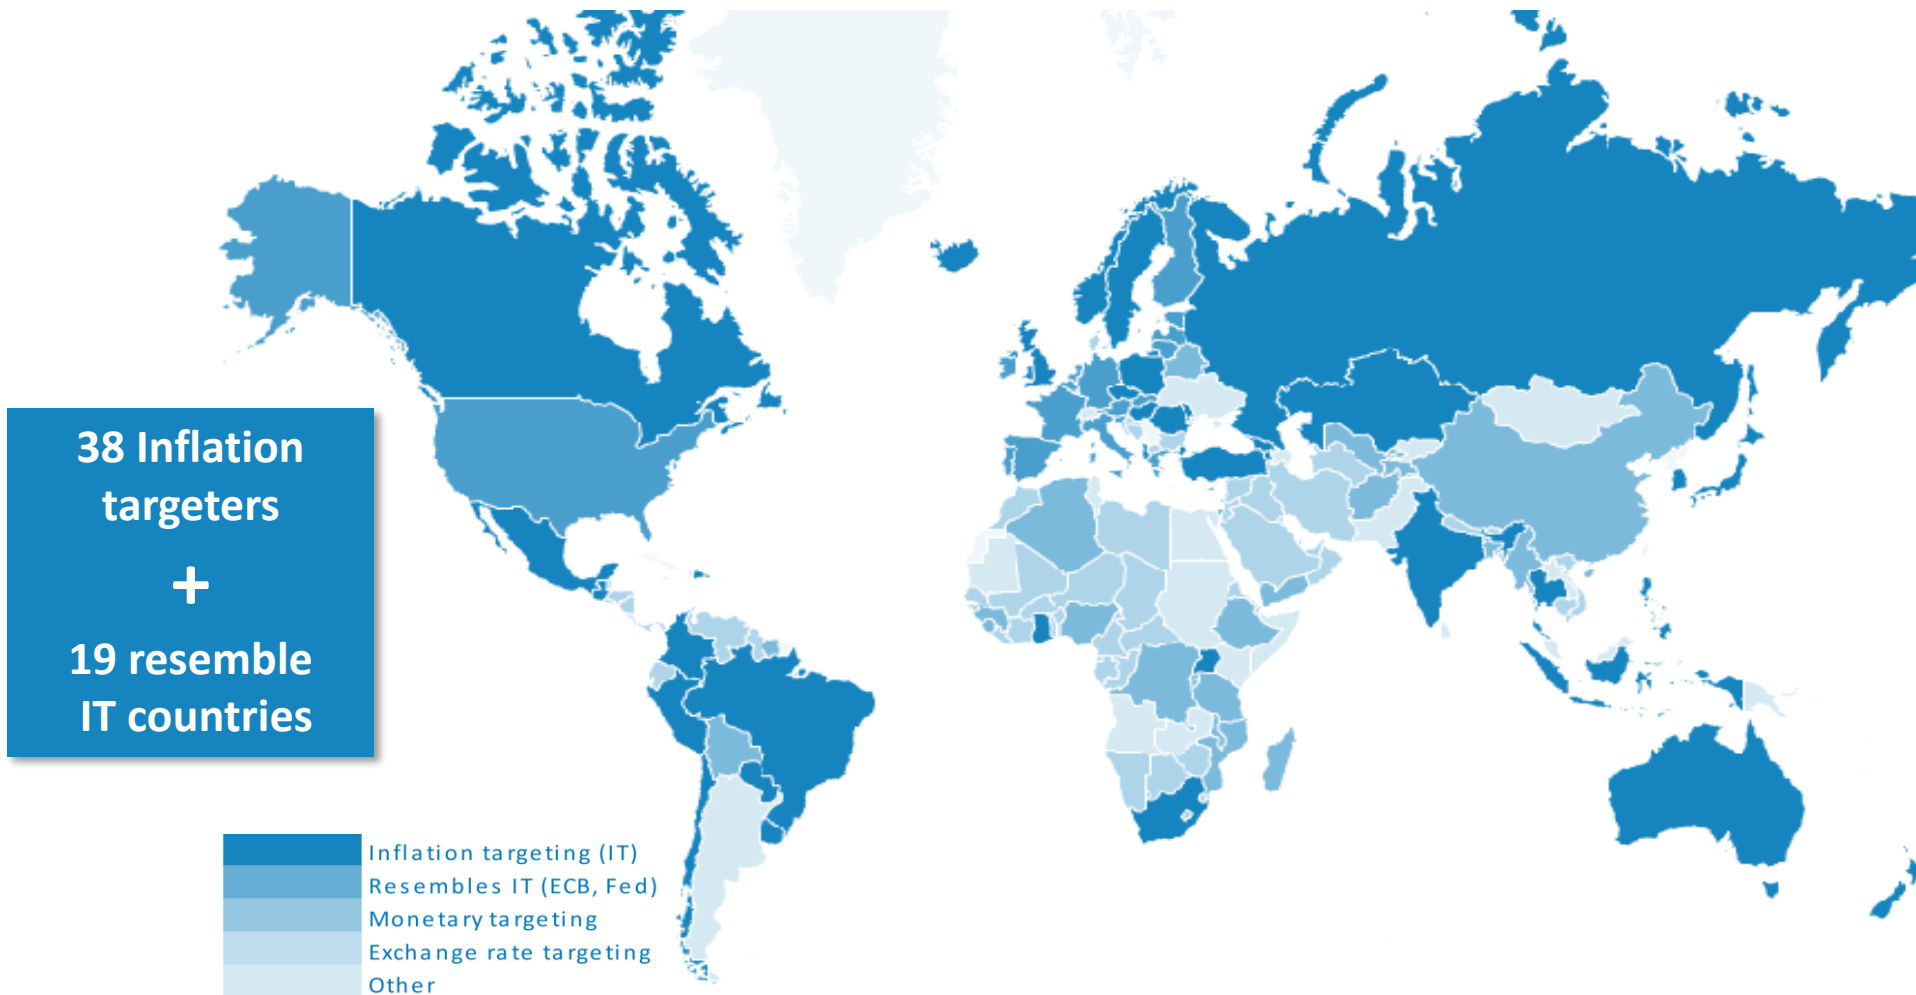 38 Inflation
targeters
+
19 resemble
IT countries
Inflation targeting (IT)
Resembles IT (ECB, Fed)
Monetary targeting
Exchange rate targeting
Other